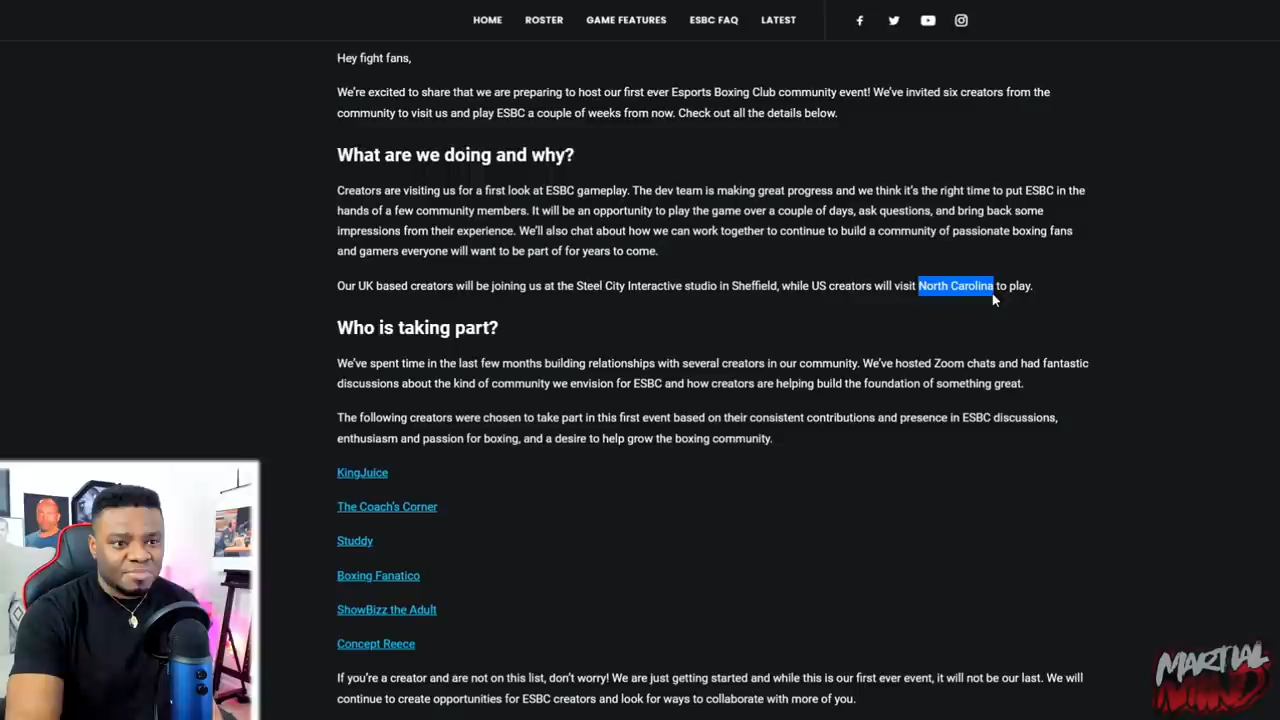 HOME ROSTER GAME FEATURES ESBC FAQ LATEST
Hey fight fans,
We're excited to share that we are preparing to host our first ever Esports Boxing Club community event! We've invited six creators from the
community to visit us and play ESBC a couple of weeks from now. Check out all the details below.
What are we doing and why?
Creators are visiting us for a first look at ESBC gameplay. The dev team is making great progress and we think it's the right time to put ESBC in the
hands of a few community members. It will be an opportunity to play the game over a couple of days, ask questions, and bring back some
impressions from their experience. We'll also chat about how we can work together to continue to build a community of passionate boxing fans
and gamers everyone will want to be part of for years to come.
Our UK based creators will be joining us at the Steel City Interactive studio in Sheffield, while US creators will visit North Carolina to play.
Who is taking part?
We've spent time in the last few months building relationships with several creators in our community. We've hosted Zoom chats and had fantastic
discussions about the kind of community we envision for ESBC and how creators are helping build the foundation of something great.
The following creators were chosen to take part in this first event based on their consistent contributions and presence in ESBC discussions,
enthusiasm and passion for boxing, and a desire to help grow the boxing community.
KingJuice
The Coach's Corner
Studdy
Boxing Fanatico
ShowBizz the Adult
Concept Reece
If you're a creator and are not on this list, don't worry! We are just getting started and while this is our first ever event, it will not be our last. We will
continue to create opportunities for ESBC creators and look for ways to collaborate with more of you.
MARTIAL
MIND